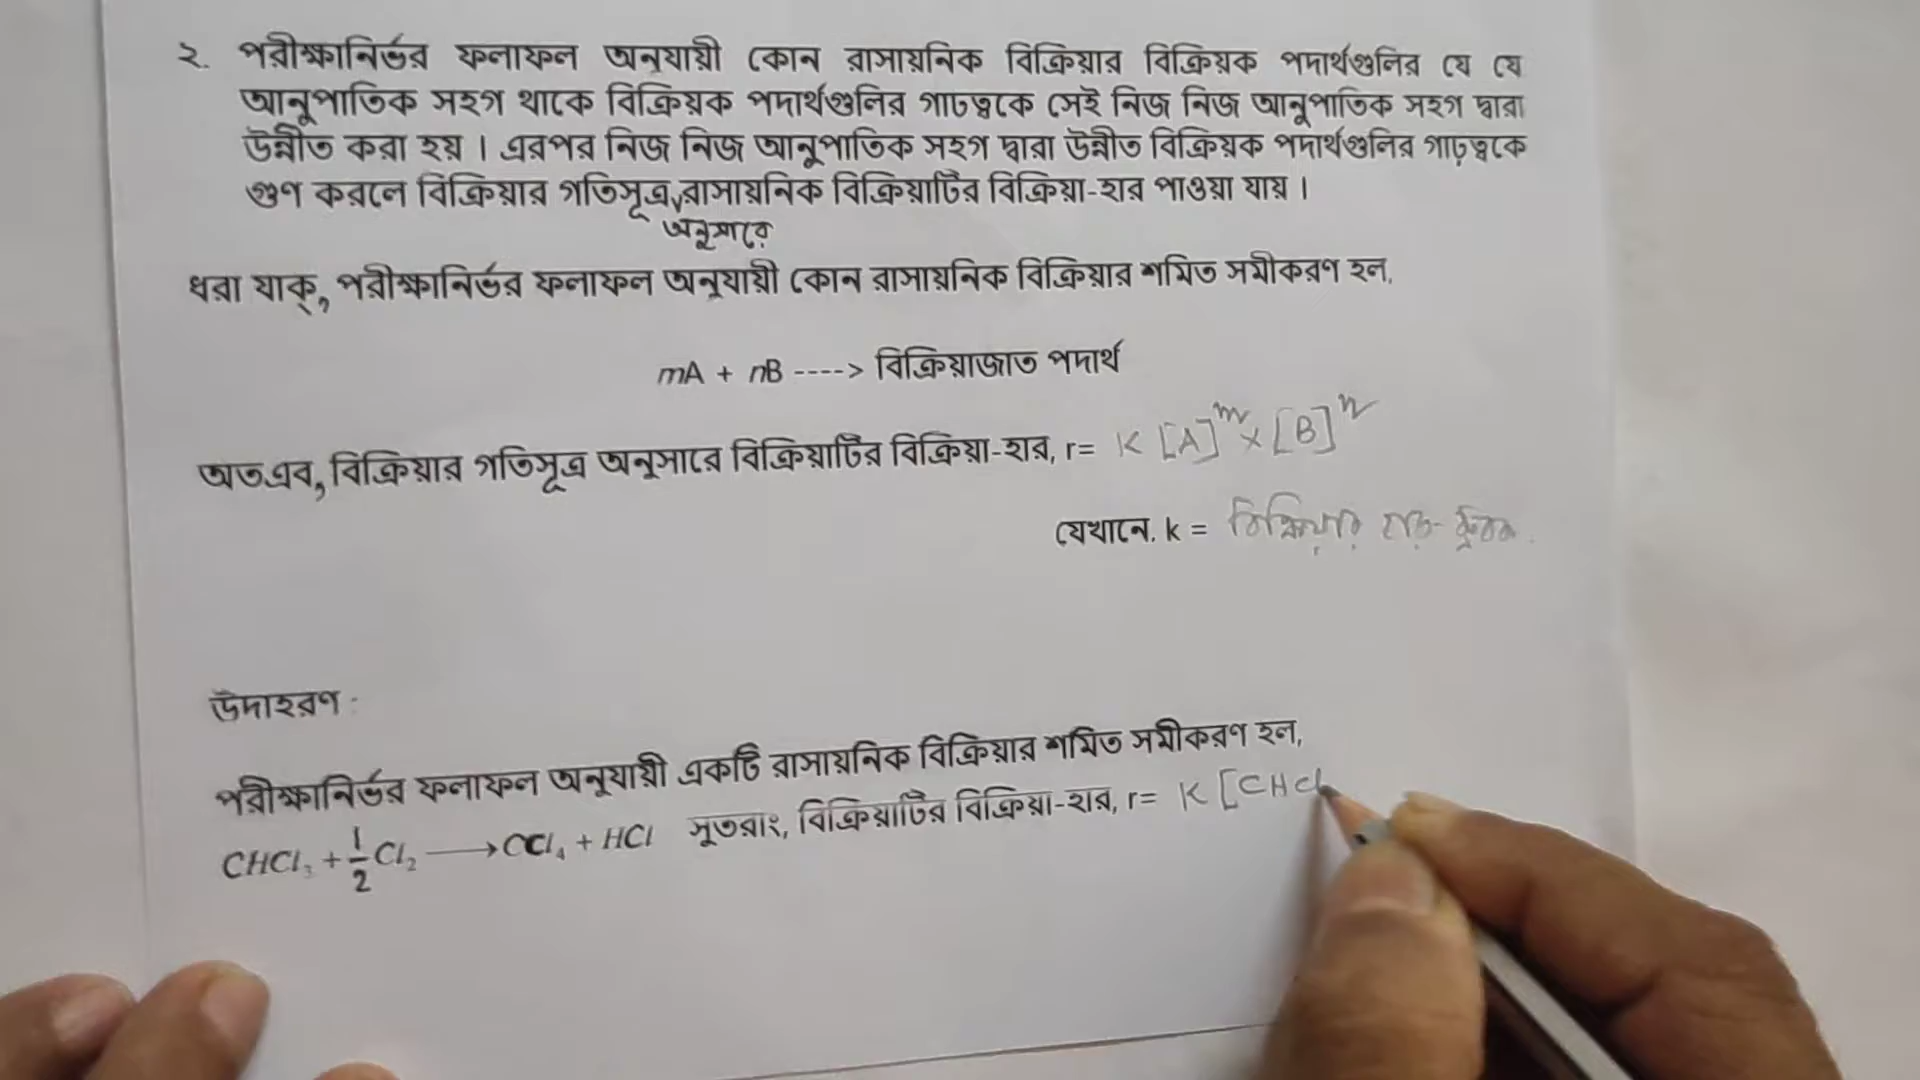 ২. পরীক্ষানির্ভর ফলাফল অনুযায়ী কোন রাসায়নিক বিক্রিয়ার বিক্রিয়ক পদার্থগুলির যে যে
আনুপাতিক সহগ থাকে বিক্রিয়ক পদার্থগুলির গাঢত্বকে সেই নিজ নিজ আনুপাতিক সহগ দ্বারা
উন্নীত করা হয় । এরপর নিজ নিজ আনুপাতিক সহগ দ্বারা উন্নীত বিক্রিয়ক পদার্থগুলির গাঢ়ত্বকে
গুণ করলে বিক্রিয়ার গতিসূত্র রাসায়নিক বিক্রিয়াটির বিক্রিয়া-হার পাওয়া যায় ।
অনুসারে
ধরা যাক্, পরীক্ষানির্ভর ফলাফল অনুযায়ী কোন রাসায়নিক বিক্রিয়ার শমিত সমীকরণ হল,
mA + nB ----> বিক্রিয়াজাত পদার্থ
অতএব, বিক্রিয়ার গতিসূত্র অনুসারে বিক্রিয়াটির বিক্রিয়া-হার, r= K [A]^m × [B]^n
যেখানে, k = বিক্রিয়ার হার-ধ্রুবক.
উদাহরণ :
পরীক্ষানির্ভর ফলাফল অনুযায়ী একটি রাসায়নিক বিক্রিয়ার শমিত সমীকরণ হল,
CHCl₃ + 1/2 Cl₂ ⟶ CCl₄ + HCl সুতরাং, বিক্রিয়াটির বিক্রিয়া-হার, r= K [CHCl